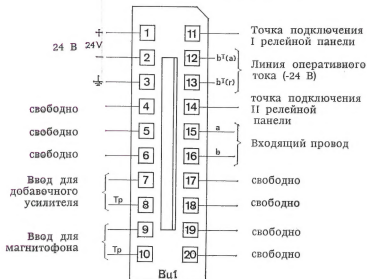 +
24 В 24V
1
11
Точка подключения
I релейной
панели
2
12
bт(a)
Линия оперативного
тока (-24 В)
3
13
bт(r)
свободно
4
14
точка подключения
II релейной
панели
свободно
5
15
a
Входящий провод
свободно
6
16
b
Ввод для
добавочного
усилителя
7
17
свободно
Тр
8
18
свободно
Ввод для
магнитофона
9
19
свободно
Тр
10
20
свободно
Bu1